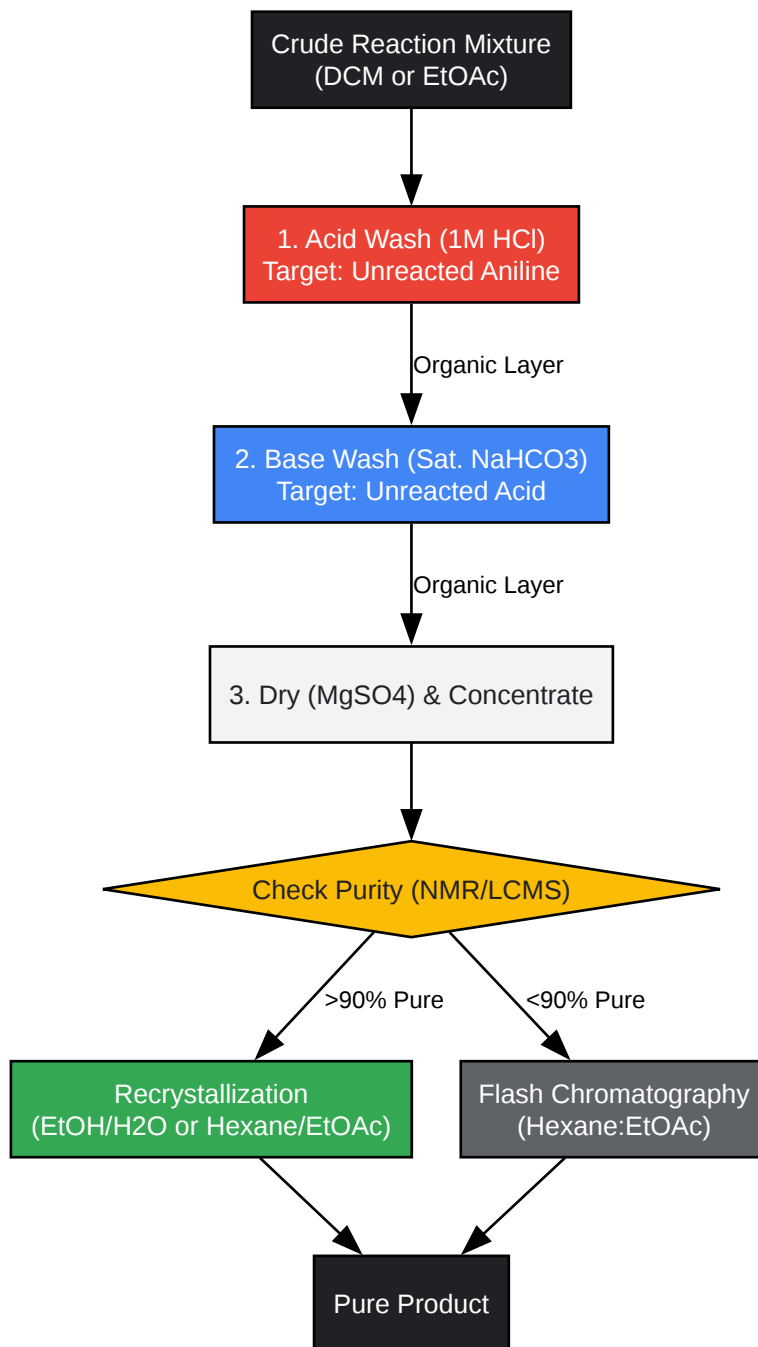 Crude Reaction Mixture
(DCM or EtOAc)
1. Acid Wash (1M HCl)
Target: Unreacted Aniline
Organic Layer
2. Base Wash (Sat. NaHCO3)
Target: Unreacted Acid
Organic Layer
3. Dry (MgSO4) & Concentrate
Check Purity (NMR/LCMS)
>90% Pure
<90% Pure
Recrystallization
(EtOH/H2O or Hexane/EtOAc)
Flash Chromatography
(Hexane:EtOAc)
Pure Product